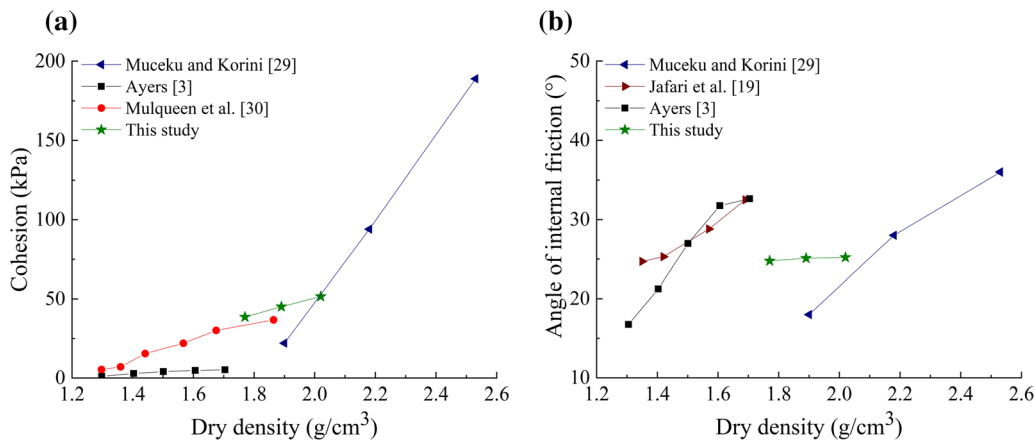 (a)
200
150
100
50
0
Cohesion (kPa)
Muceku and Korini [29]
Ayers [3]
Mulqueen et al. [30]
This study
1.2 1.4 1.6 1.8 2.0 2.2 2.4 2.6
Dry density (g/cm³)
(b)
50
40
30
20
10
Angle of internal friction (°)
Muceku and Korini [29]
Jafari et al. [19]
Ayers [3]
This study
1.2 1.4 1.6 1.8 2.0 2.2 2.4 2.6
Dry density (g/cm³)